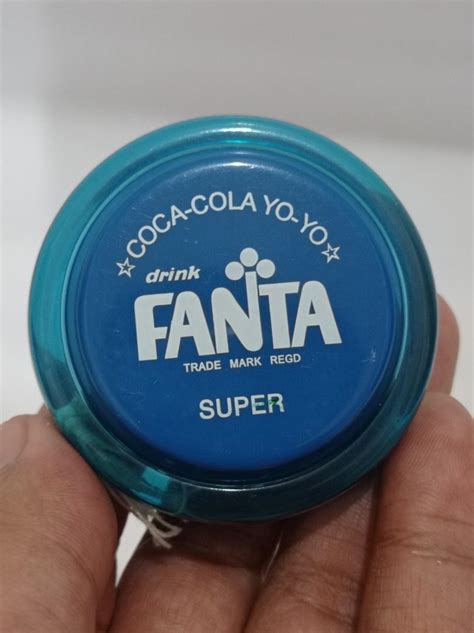 ☆COCA-COLA YO-YO☆
drink
FANTA
TRADE MARK REGD
SUPER